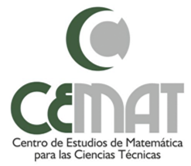 CEMAT
Centro de Estudios de Matemática
para las Ciencias Técnicas